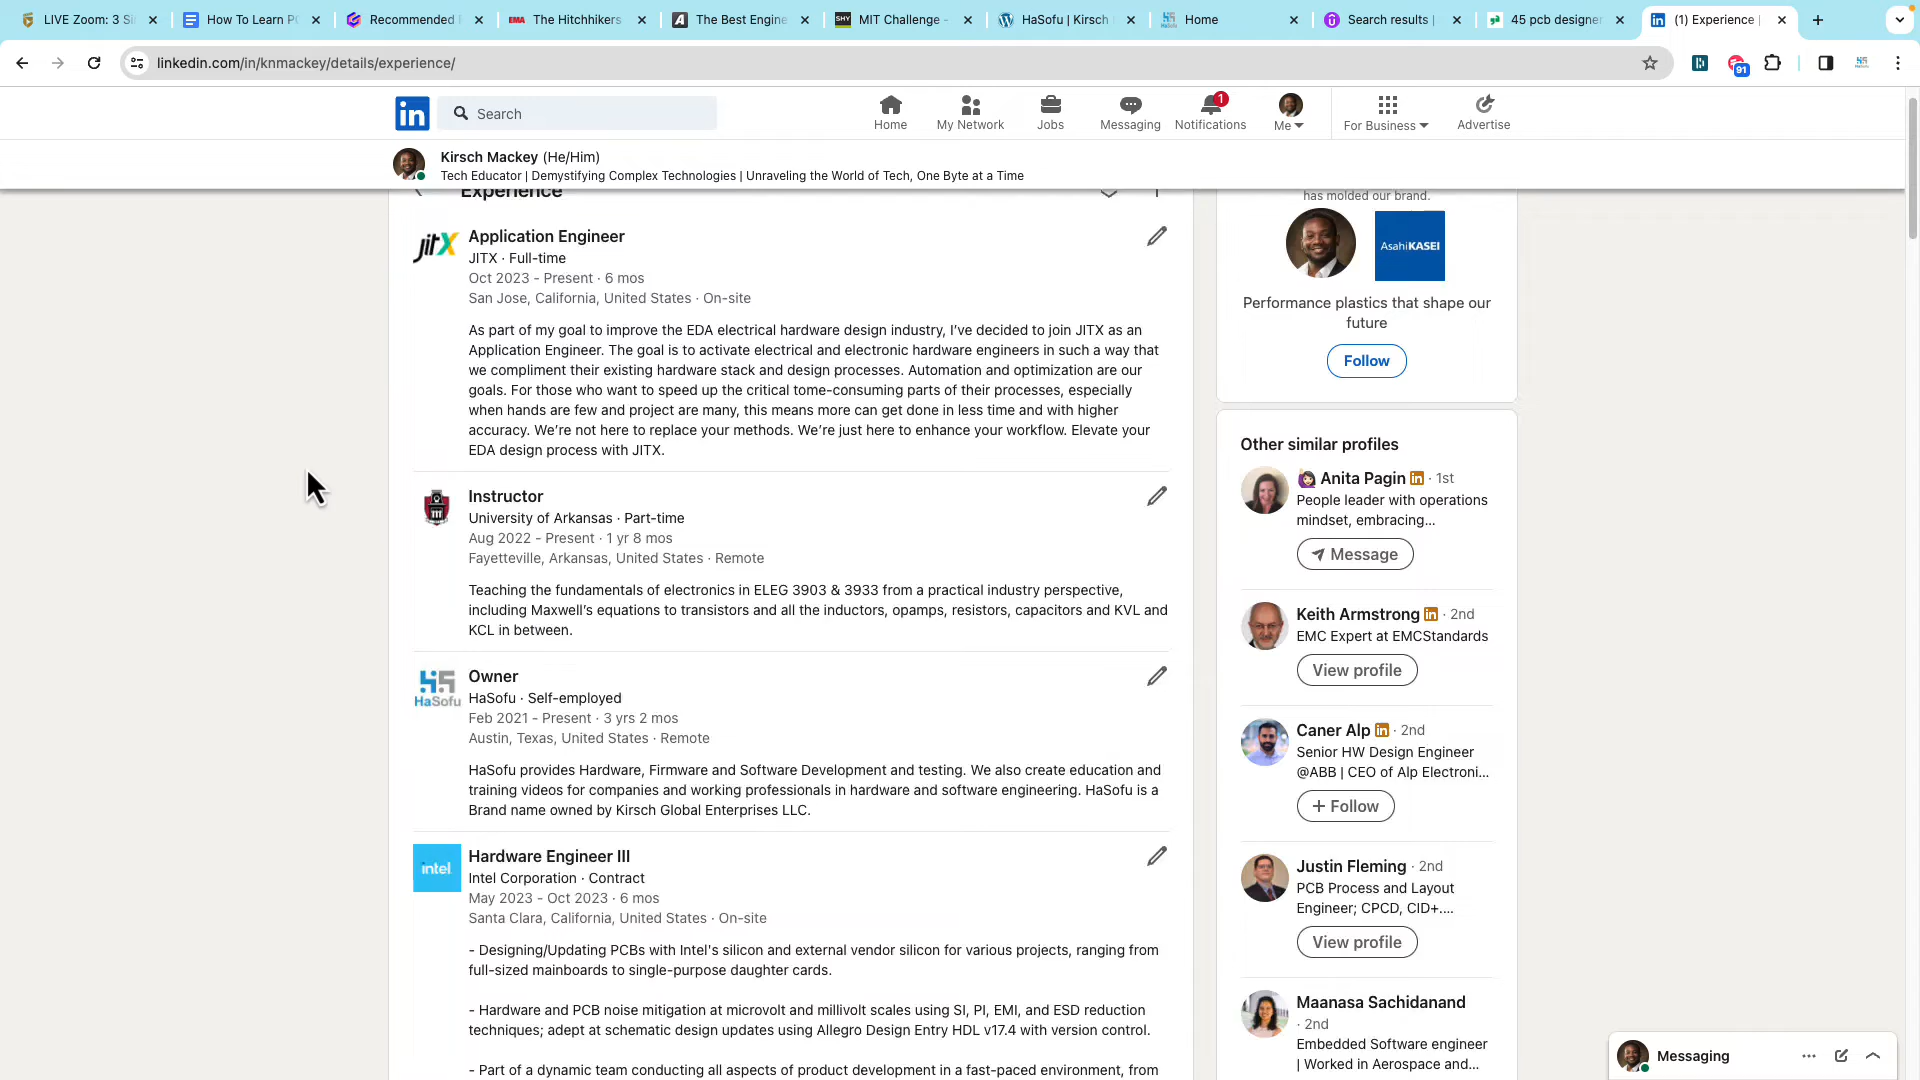 LIVE Zoom: 3 Si
How To Learn PC
Recommended
EMA The Hitchhikers
The Best Engine
SHY MIT Challenge -
HaSofu | Kirsch
Home
Search results |
45 pcb designer
(1) Experience |
linkedin.com/in/knmackey/details/experience/
91
in Search
Home
My Network
Jobs
Messaging
1
Notifications
Me
For Business
Advertise
Kirsch Mackey (He/Him)
Tech Educator | Demystifying Complex Technologies | Unraveling the World of Tech, One Byte at a Time
Experience
jitX
Application Engineer
JITX · Full-time
Oct 2023 - Present · 6 mos
San Jose, California, United States · On-site
As part of my goal to improve the EDA electrical hardware design industry, I've decided to join JITX as an
Application Engineer. The goal is to activate electrical and electronic hardware engineers in such a way that
we compliment their existing hardware stack and design processes. Automation and optimization are our
goals. For those who want to speed up the critical tome-consuming parts of their processes, especially
when hands are few and project are many, this means more can get done in less time and with higher
accuracy. We're not here to replace your methods. We're just here to enhance your workflow. Elevate your
EDA design process with JITX.
Instructor
University of Arkansas · Part-time
Aug 2022 - Present · 1 yr 8 mos
Fayetteville, Arkansas, United States · Remote
Teaching the fundamentals of electronics in ELEG 3903 & 3933 from a practical industry perspective,
including Maxwell's equations to transistors and all the inductors, opamps, resistors, capacitors and KVL and
KCL in between.
HaSofu
Owner
HaSofu · Self-employed
Feb 2021 - Present · 3 yrs 2 mos
Austin, Texas, United States · Remote
HaSofu provides Hardware, Firmware and Software Development and testing. We also create education and
training videos for companies and working professionals in hardware and software engineering. HaSofu is a
Brand name owned by Kirsch Global Enterprises LLC.
intel
Hardware Engineer III
Intel Corporation · Contract
May 2023 - Oct 2023 · 6 mos
Santa Clara, California, United States · On-site
- Designing/Updating PCBs with Intel's silicon and external vendor silicon for various projects, ranging from
full-sized mainboards to single-purpose daughter cards.
- Hardware and PCB noise mitigation at microvolt and millivolt scales using SI, PI, EMI, and ESD reduction
techniques; adept at schematic design updates using Allegro Design Entry HDL v17.4 with version control.
- Part of a dynamic team conducting all aspects of product development in a fast-paced environment, from
has molded our brand.
AsahiKASEI
Performance plastics that shape our
future
Follow
Other similar profiles
Anita Pagin in · 1st
People leader with operations
mindset, embracing...
Message
Keith Armstrong in · 2nd
EMC Expert at EMCStandards
View profile
Caner Alp in · 2nd
Senior HW Design Engineer
@ABB | CEO of Alp Electroni...
+ Follow
Justin Fleming · 2nd
PCB Process and Layout
Engineer; CPCD, CID+....
View profile
Maanasa Sachidanand
· 2nd
Embedded Software engineer
| Worked in Aerospace and...
Messaging